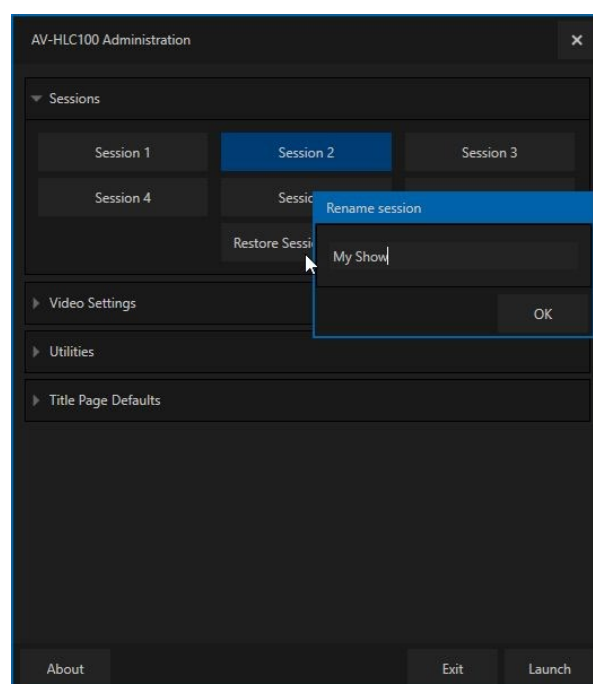 AV-HLC100 Administration
Sessions
Session 1
Session 2
Session 3
Session 4
Rename session
Restore
My Show
Video Settings
OK
Utilities
Title Page Defaults
About
Exit
Launch